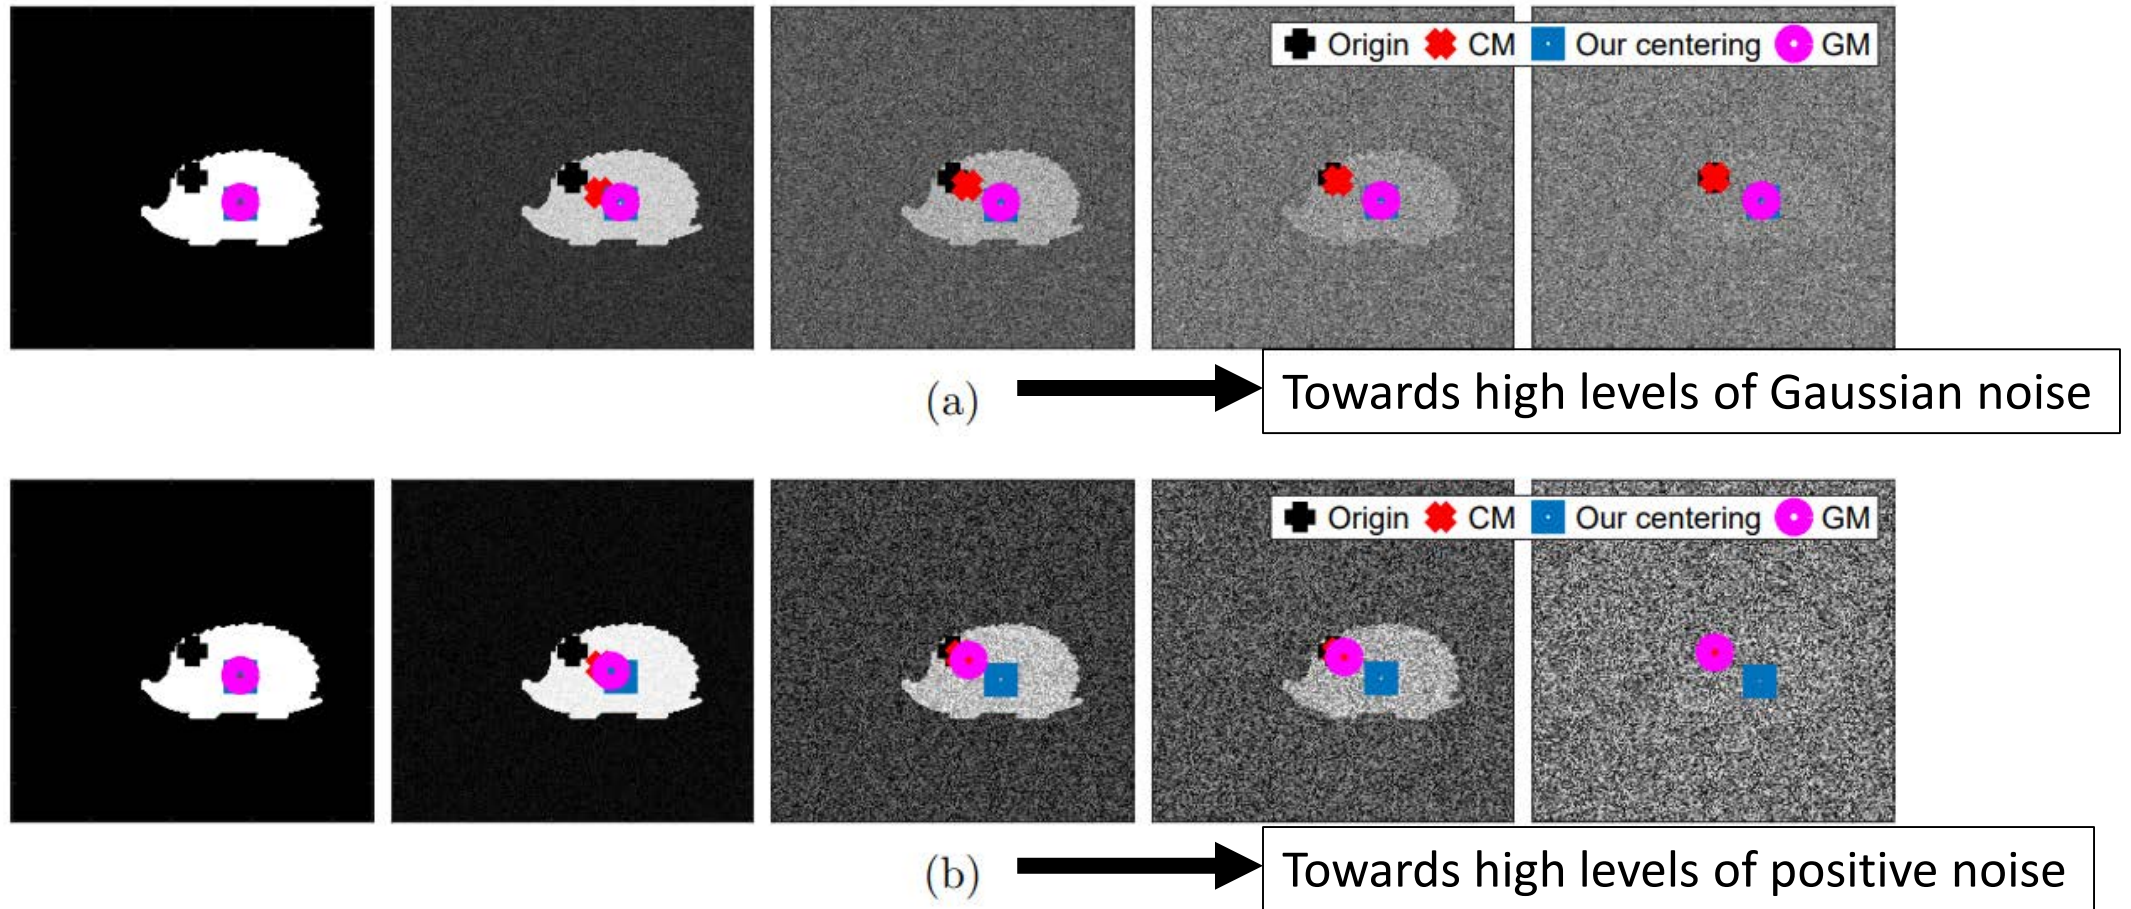 Origin CM Our centering GM
(a) Towards high levels of Gaussian noise
Origin CM Our centering GM
(b) Towards high levels of positive noise